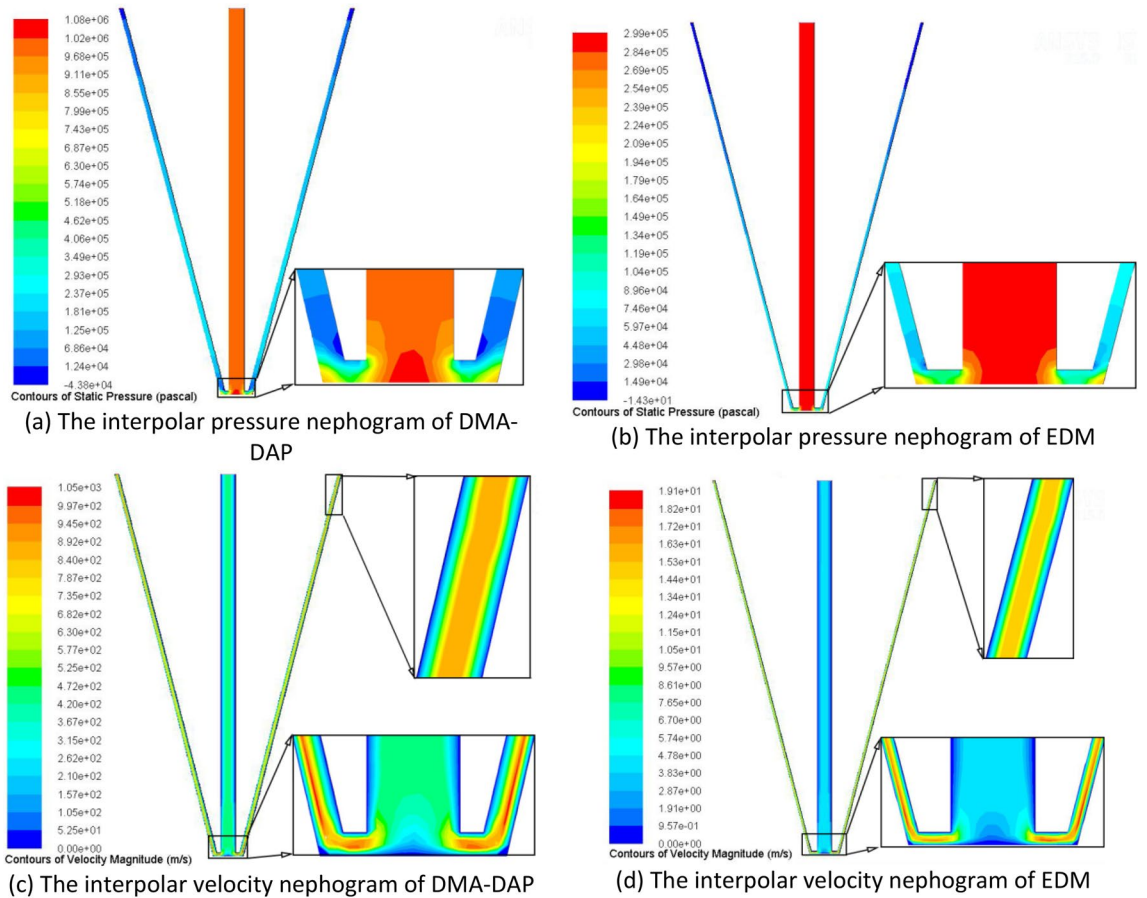 1.08e+06
1.02e+06
9.68e+05
9.11e+05
8.55e+05
7.99e+05
7.43e+05
6.87e+05
6.30e+05
5.74e+05
5.18e+05
4.62e+05
4.06e+05
3.49e+05
2.93e+05
2.37e+05
1.81e+05
1.25e+05
6.86e+04
1.24e+04
-4.38e+04
Contours of Static Pressure (pascal)
(a) The interpolar pressure nephogram of DMA-
DAP
2.99e+05
2.84e+05
2.69e+05
2.54e+05
2.39e+05
2.24e+05
2.09e+05
1.94e+05
1.79e+05
1.64e+05
1.49e+05
1.34e+05
1.19e+05
1.04e+05
8.96e+04
7.46e+04
5.97e+04
4.48e+04
2.98e+04
1.49e+04
-1.43e+01
Contours of Static Pressure (pascal)
(b) The interpolar pressure nephogram of EDM
1.05e+03
9.97e+02
9.45e+02
8.92e+02
8.40e+02
7.87e+02
7.35e+02
6.82e+02
6.30e+02
5.77e+02
5.25e+02
4.72e+02
4.20e+02
3.67e+02
3.15e+02
2.62e+02
2.10e+02
1.57e+02
1.05e+02
5.25e+01
0.00e+00
Contours of Velocity Magnitude (m/s)
(c) The interpolar velocity nephogram of DMA-DAP
1.91e+01
1.82e+01
1.72e+01
1.63e+01
1.53e+01
1.44e+01
1.34e+01
1.24e+01
1.15e+01
1.05e+01
9.57e+00
8.61e+00
7.65e+00
6.70e+00
5.74e+00
4.78e+00
3.83e+00
2.87e+00
1.91e+00
9.57e-01
0.00e+00
Contours of Velocity Magnitude (m/s)
(d) The interpolar velocity nephogram of EDM